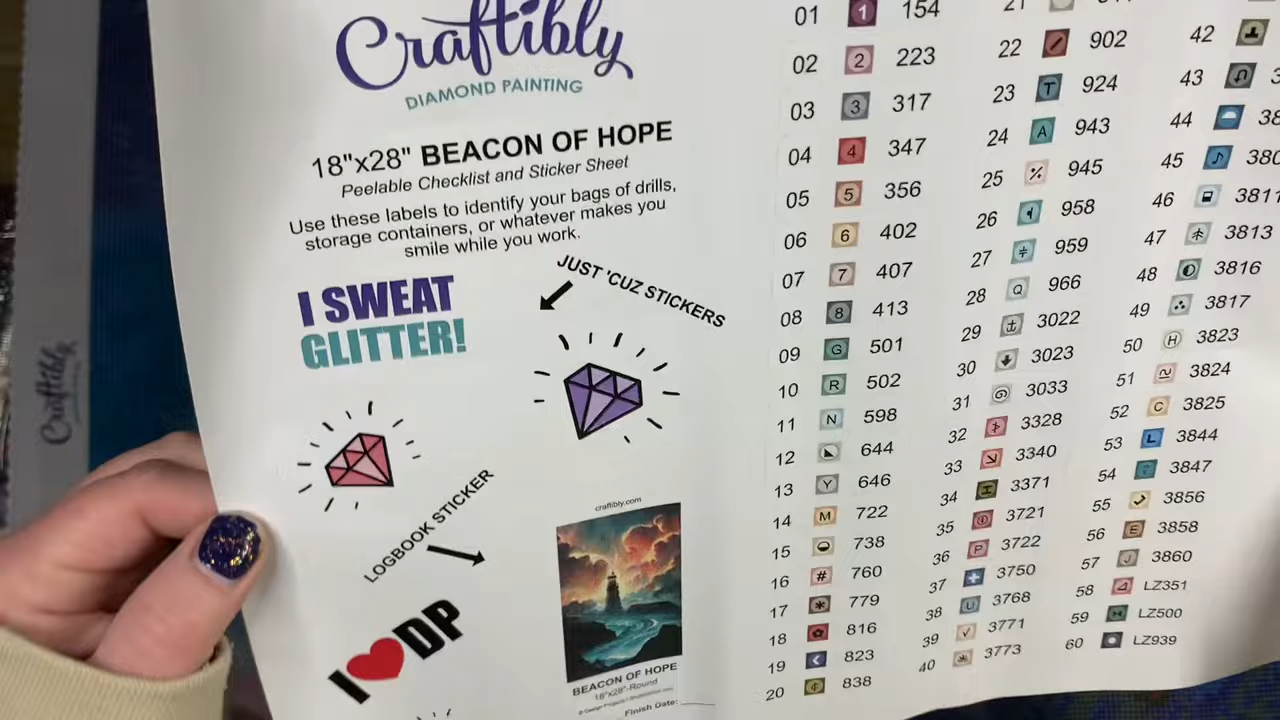 Craftibly
DIAMOND PAINTING
18"x28" BEACON OF HOPE
Peelable Checklist and Sticker Sheet
Use these labels to identify your bags of drills,
storage containers, or whatever makes you
smile while you work.
JUST 'CUZ STICKERS
I SWEAT
GLITTER!
LOGBOOK STICKER
I DP
craftibly.com
BEACON OF HOPE
18"x28"-Round
Finish Date:
Craftibly
01 1 154
02 2 223
03 3 317
04 4 347
05 5 356
06 6 402
07 7 407
08 8 413
09 G 501
10 R 502
11 N 598
12 644
13 Y 646
14 M 722
15 738
16 # 760
17 779
18 816
19 823
20 ¢ 838
21
22 902
23 T 924
24 A 943
25 945
26 958
27 959
28 Q 966
29 3022
30 3023
31 3033
32 3328
33 3340
34 3371
35 3721
36 P 3722
37 3750
38 U 3768
39 3771
40 3773
42
43
44
45
46 3811
47 3813
48 3816
49 3817
50 H 3823
51 3824
52 C 3825
53 L 3844
54 3847
55 3856
56 E 3858
57 J 3860
58 LZ351
59 LZ500
60 LZ939